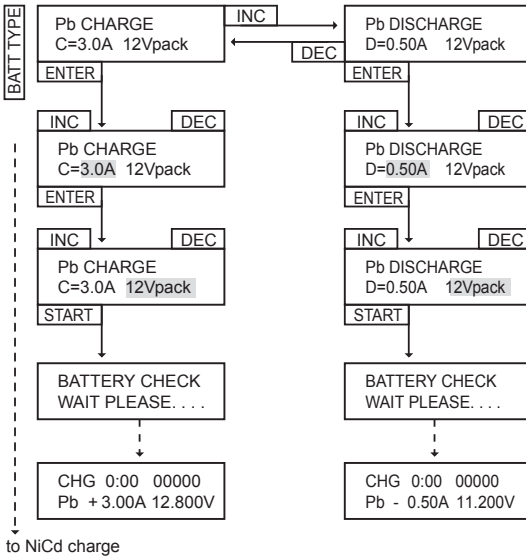 BATT TYPE
Pb CHARGE
C=3.0A 12Vpack
INC
DEC
Pb DISCHARGE
D=0.50A 12Vpack
ENTER
ENTER
INC DEC
Pb CHARGE
C=3.0A 12Vpack
ENTER
INC DEC
Pb DISCHARGE
D=0.50A 12Vpack
ENTER
INC DEC
Pb CHARGE
C=3.0A 12Vpack
START
INC DEC
Pb DISCHARGE
D=0.50A 12Vpack
START
BATTERY CHECK
WAIT PLEASE. . . .
BATTERY CHECK
WAIT PLEASE. . . .
CHG 0:00 00000
Pb + 3.00A 12.800V
CHG 0:00 00000
Pb - 0.50A 11.200V
to NiCd charge